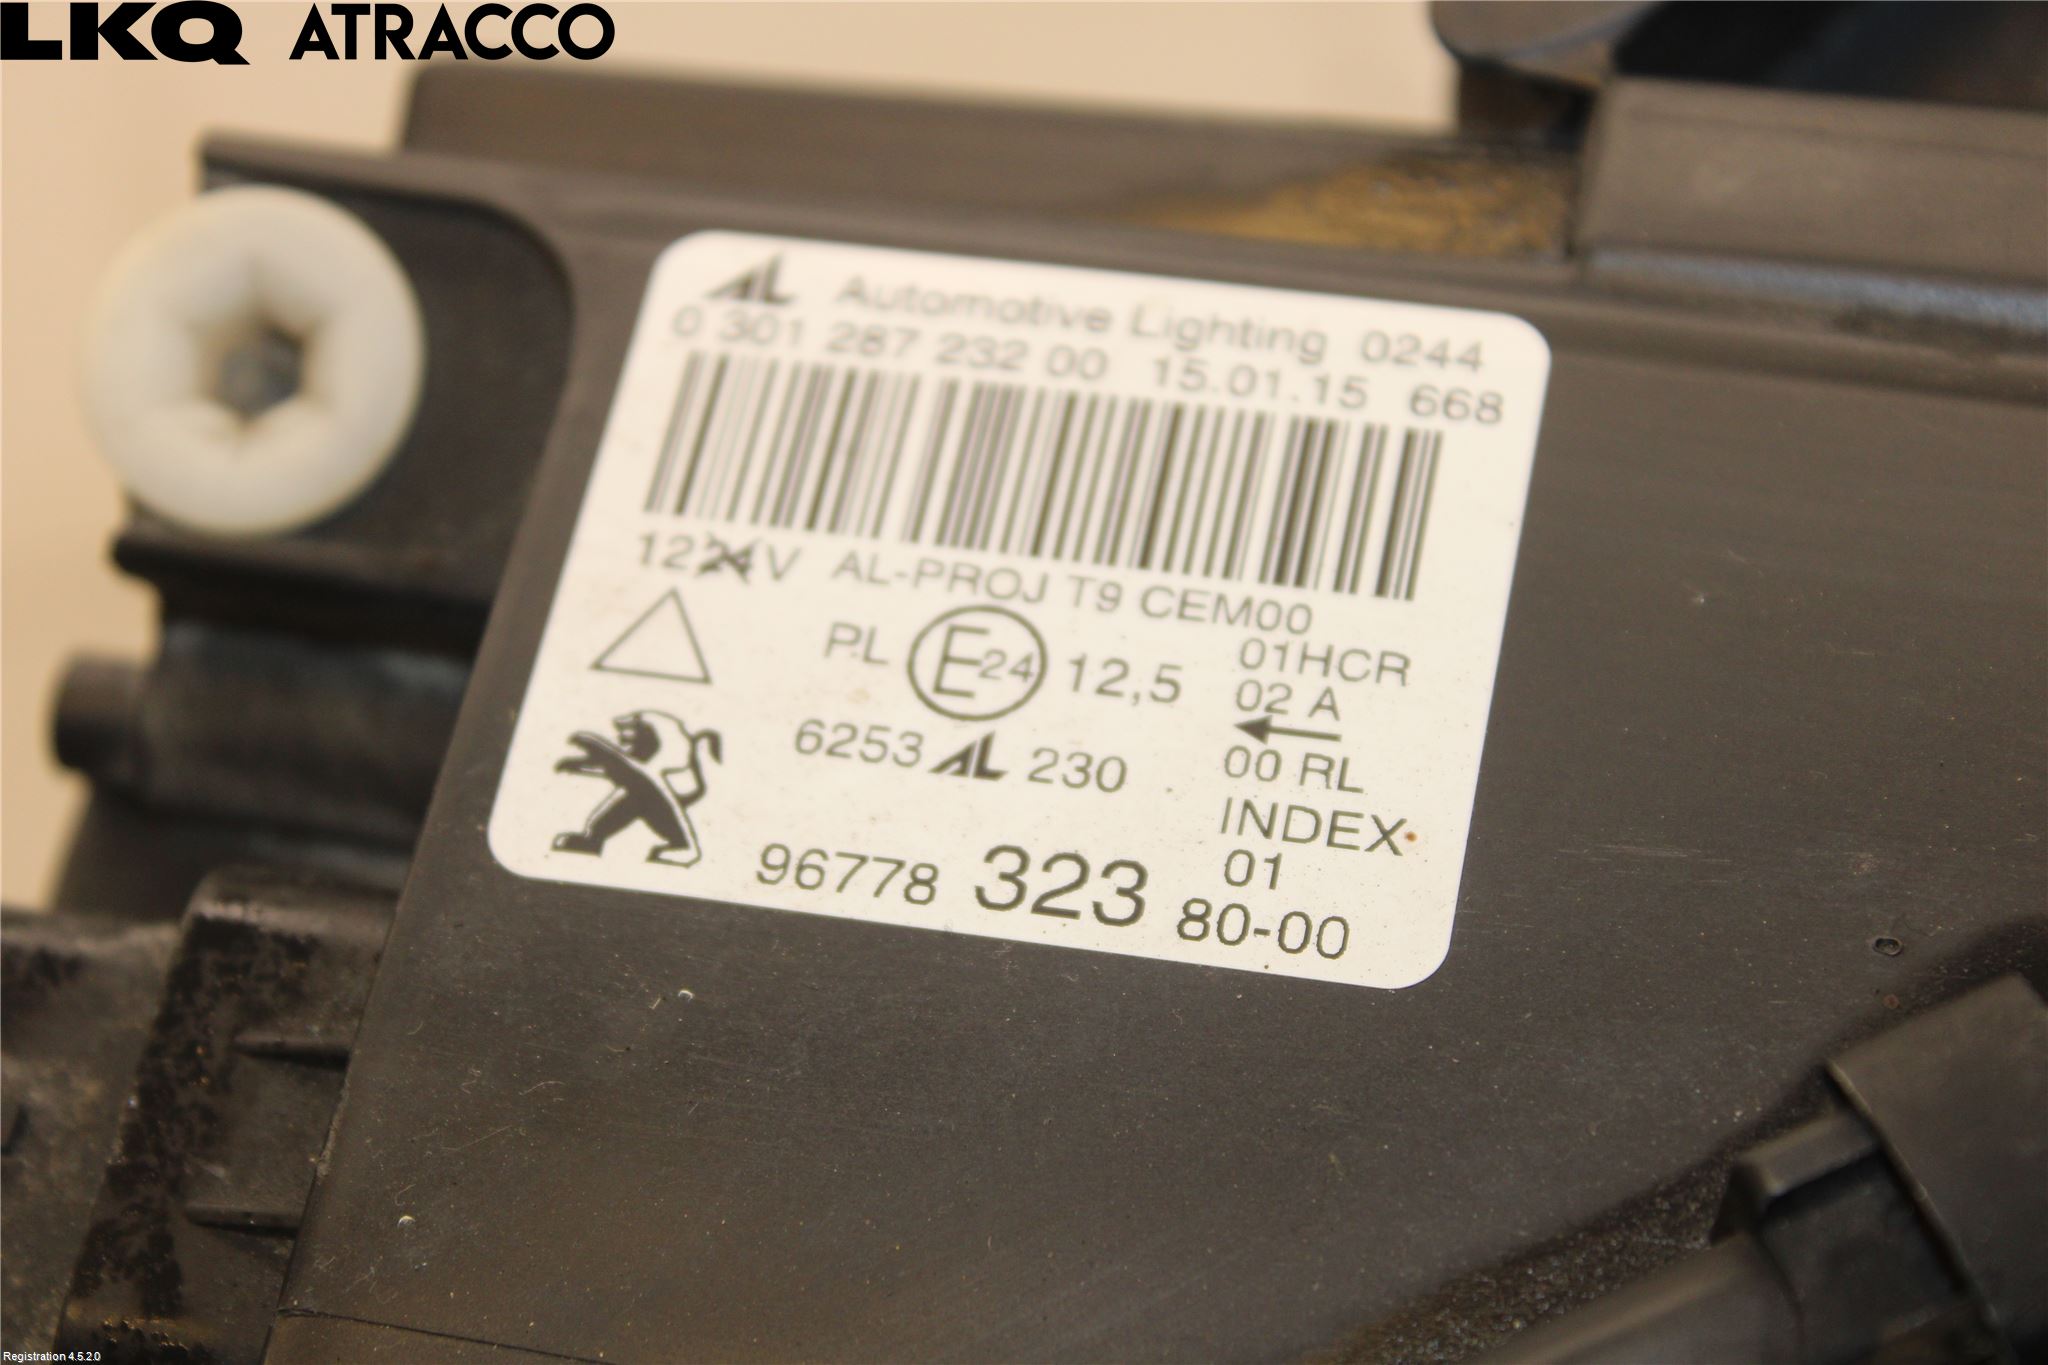 LKQ ATRACCO
AL Automotive Lighting 0244
0 301 287 232 00 15.01.15 668
1224V AL-PROJ T9 CEM00
PL E24 12,5
01HCR
02 A
00 RL
6253 AL 230
INDEX
01
96778 323 80-00
Registration 4.5.2.0